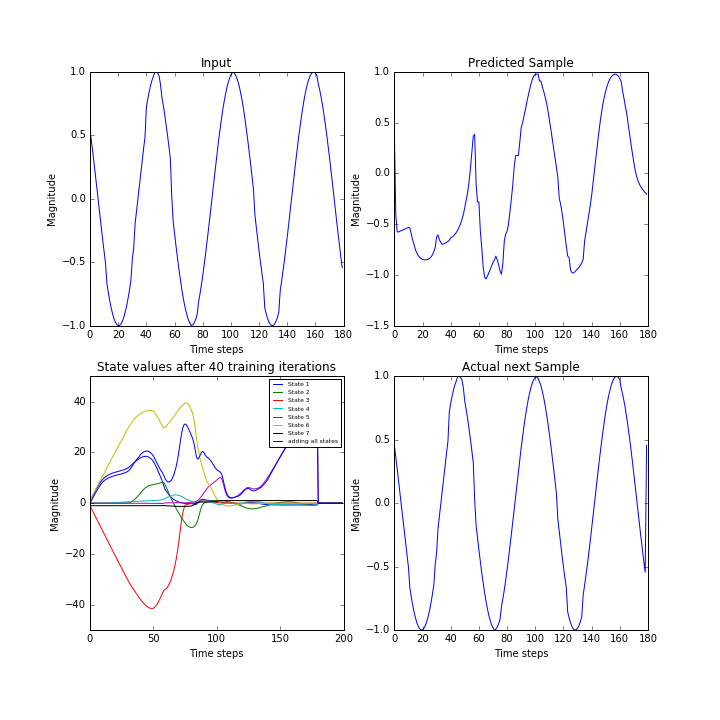 Input
Predicted Sample
1.0
0.5
0.0
−0.5
−1.0
Magnitude
0 20 40 60 80 100 120 140 160 180
Time steps
1.0
0.5
0.0
−0.5
−1.0
−1.5
Magnitude
0 20 40 60 80 100 120 140 160 180
Time steps
State values after 40 training iterations
Actual next Sample
40
20
0
−20
−40
Magnitude
0 50 100 150 200
Time steps
State 1
State 2
State 3
State 4
State 5
State 6
State 7
adding all states
1.0
0.5
0.0
−0.5
−1.0
Magnitude
0 20 40 60 80 100 120 140 160 180
Time steps